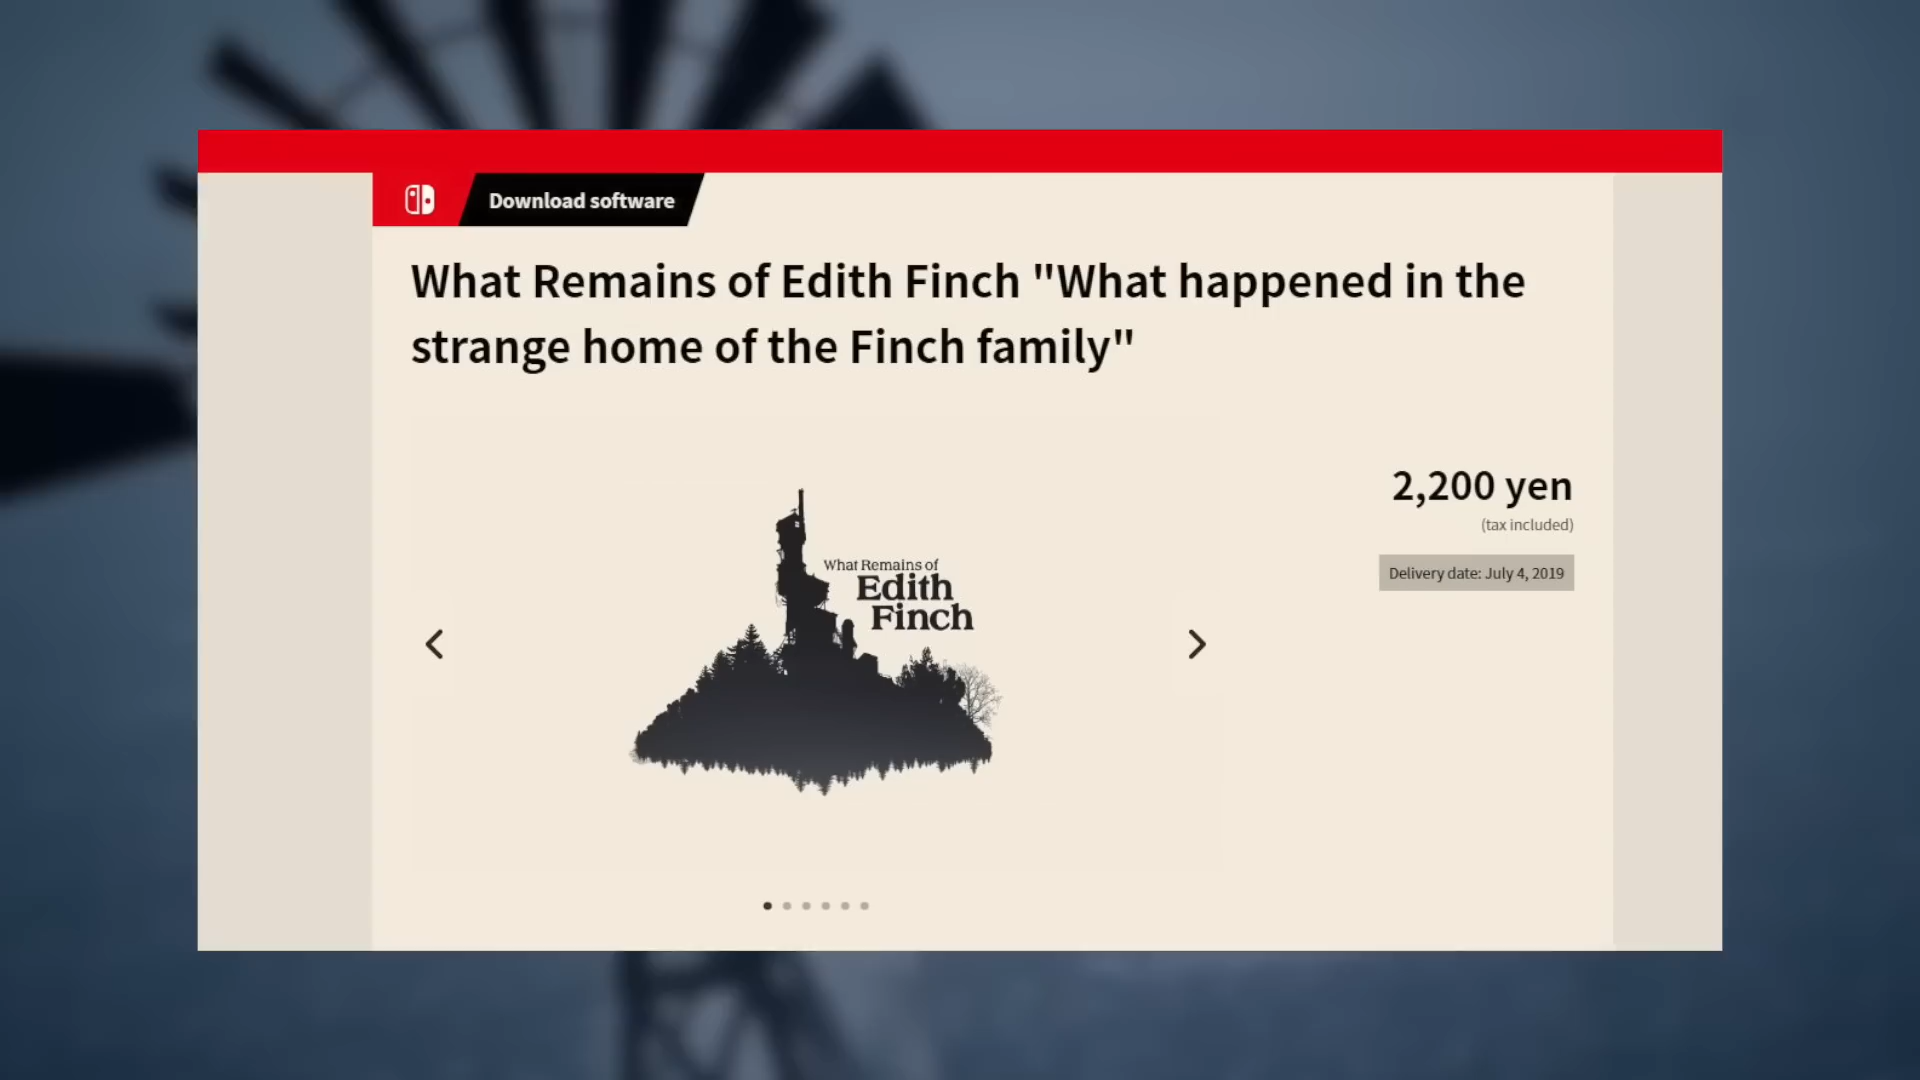 Download software
What Remains of Edith Finch "What happened in the
strange home of the Finch family"
What Remains of
Edith
Finch
2,200 yen
(tax included)
Delivery date: July 4, 2019